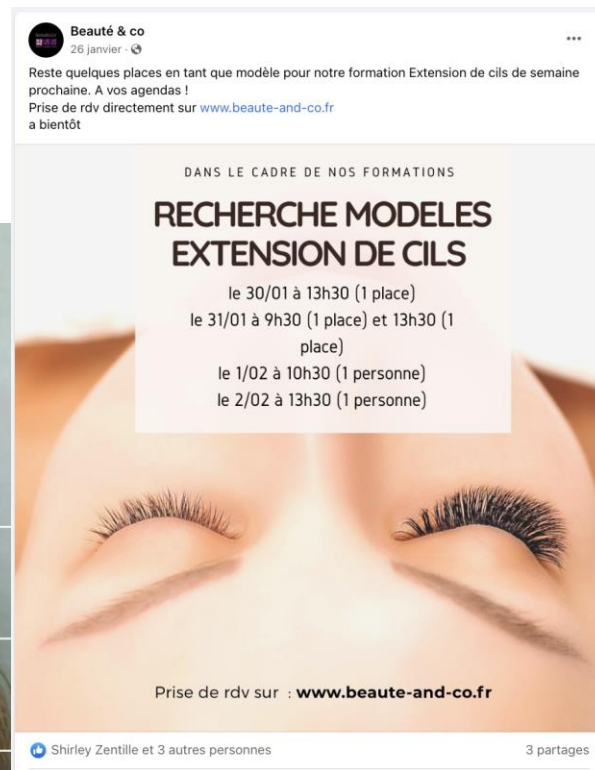 Beauté & co
26 janvier ·
Reste quelques places en tant que modèle pour notre formation Extension de cils de semaine
prochaine. A vos agendas !
Prise de rdv directement sur www.beaute-and-co.fr
a bientôt
DANS LE CADRE DE NOS FORMATIONS
RECHERCHE MODELES
EXTENSION DE CILS
le 30/01 à 13h30 (1 place)
le 31/01 à 9h30 (1 place) et 13h30 (1
place)
le 1/02 à 10h30 (1 personne)
le 2/02 à 13h30 (1 personne)
Prise de rdv sur : www.beaute-and-co.fr
Shirley Zentille et 3 autres personnes 3 partages